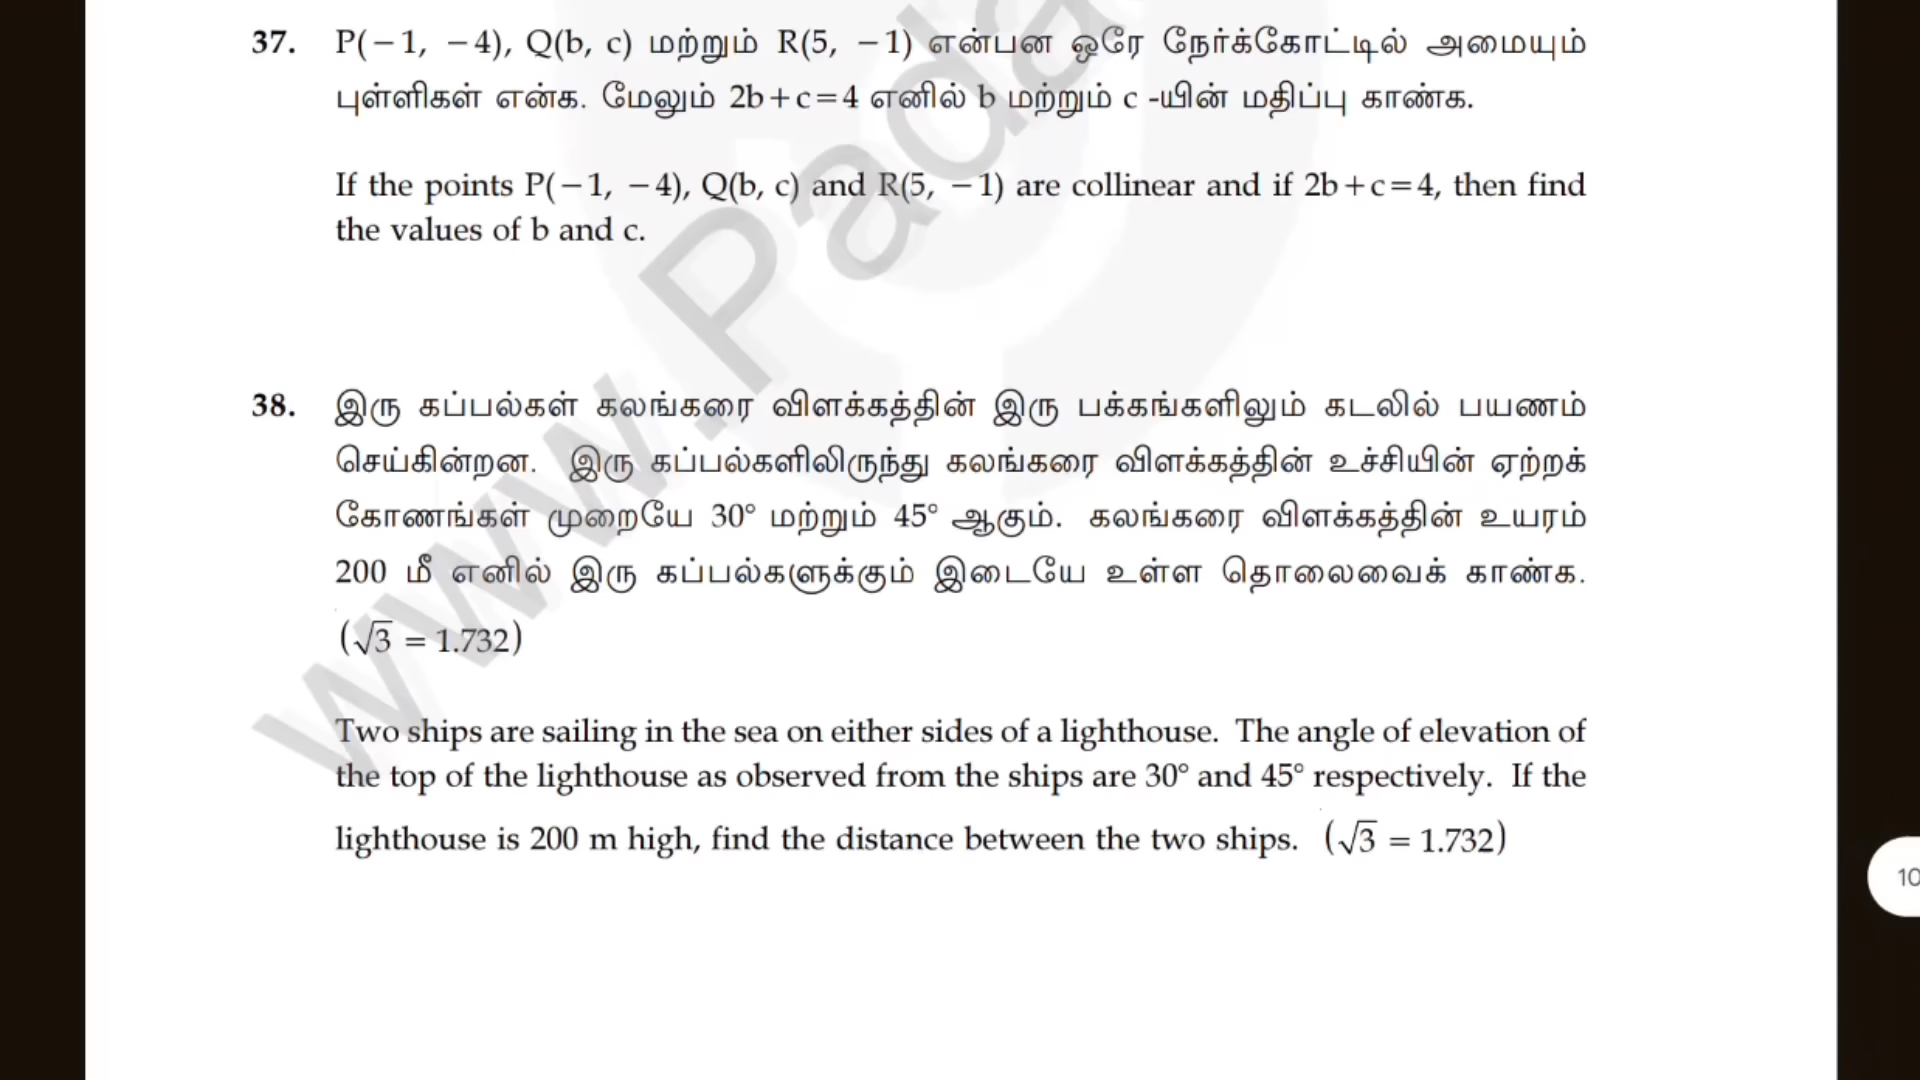 37. P(−1, −4), Q(b, c) மற்றும் R(5, −1) என்பன ஒரே நேர்க்கோட்டில் அமையும்
புள்ளிகள் என்க. மேலும் 2b+c=4 எனில் b மற்றும் c -யின் மதிப்பு காண்க.
If the points P(−1, −4), Q(b, c) and R(5, −1) are collinear and if 2b+c=4, then find
the values of b and c.
38. இரு கப்பல்கள் கலங்கரை விளக்கத்தின் இரு பக்கங்களிலும் கடலில் பயணம்
செய்கின்றன. இரு கப்பல்களிலிருந்து கலங்கரை விளக்கத்தின் உச்சியின் ஏற்றக்
கோணங்கள் முறையே 30° மற்றும் 45° ஆகும். கலங்கரை விளக்கத்தின் உயரம்
200 மீ எனில் இரு கப்பல்களுக்கும் இடையே உள்ள தொலைவைக் காண்க.
(√3 = 1.732)
Two ships are sailing in the sea on either sides of a lighthouse. The angle of elevation of
the top of the lighthouse as observed from the ships are 30° and 45° respectively. If the
lighthouse is 200 m high, find the distance between the two ships. (√3 = 1.732)
www.Pada
10